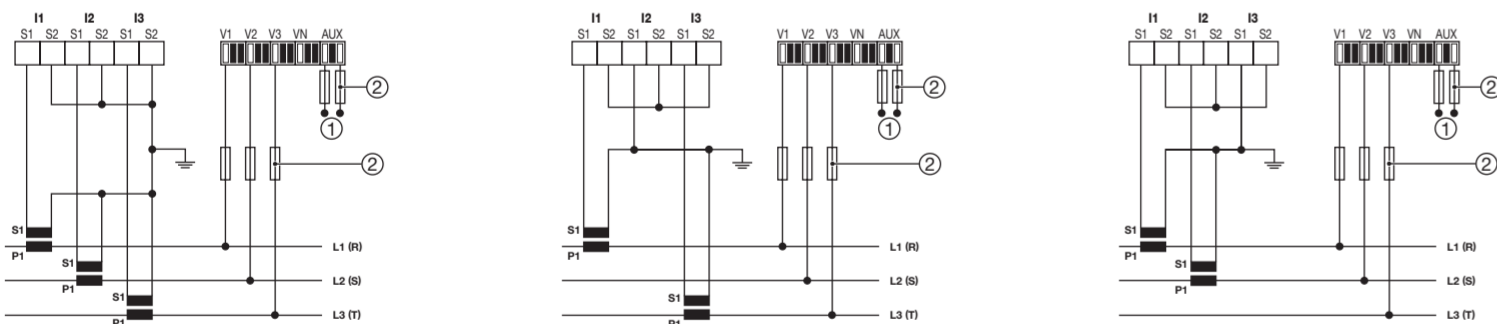 I1 I2 I3
S1 S2 S1 S2 S1 S2
V1 V2 V3 VN AUX
2
1
2
S1
P1
L1 (R)
S1
P1
L2 (S)
S1
P1
L3 (T)
I1 I2 I3
S1 S2 S1 S2 S1 S2
V1 V2 V3 VN AUX
2
1
2
S1
P1
L1 (R)
L2 (S)
S1
P1
L3 (T)
I1 I2 I3
S1 S2 S1 S2 S1 S2
V1 V2 V3 VN AUX
2
1
2
S1
P1
L1 (R)
S1
P1
L2 (S)
L3 (T)